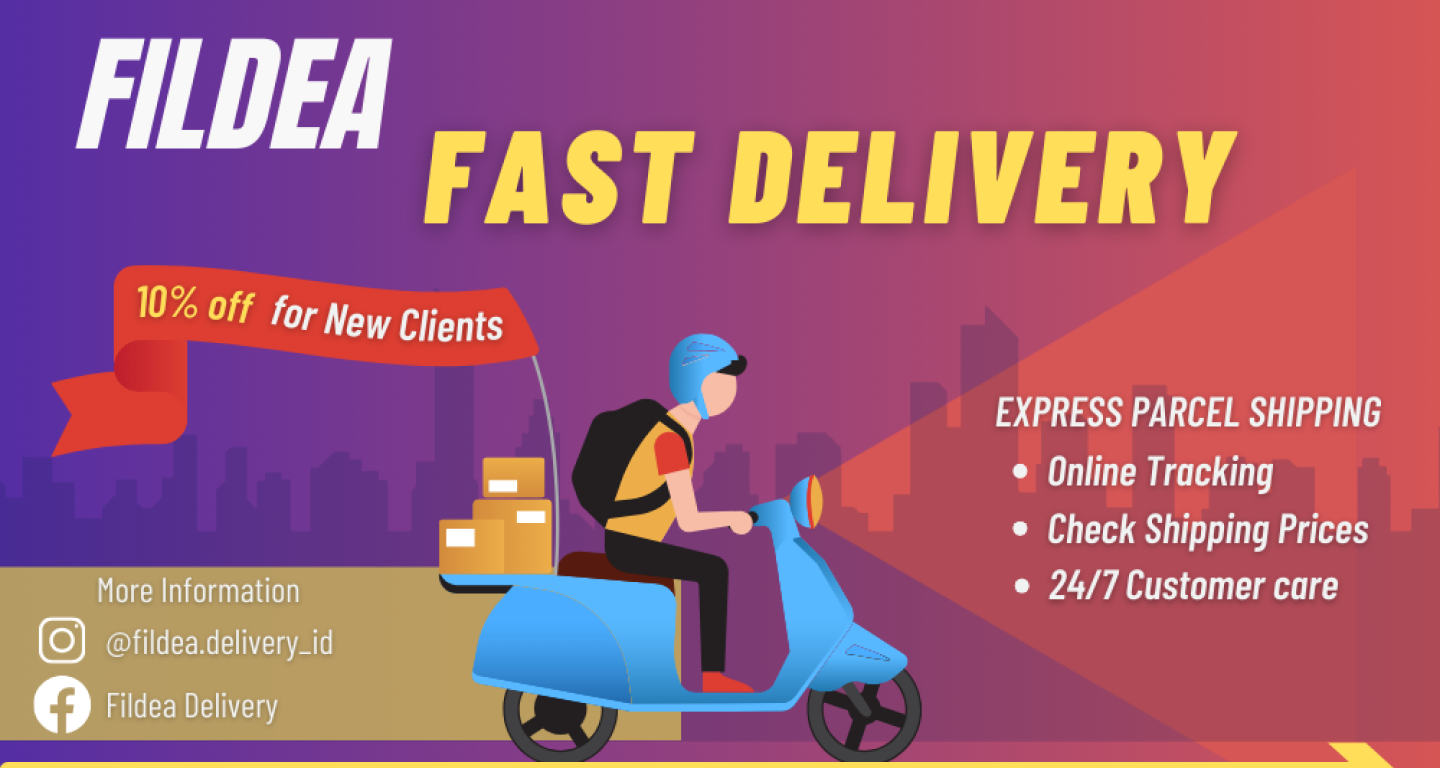 FILDEA
FAST DELIVERY
10% off for New Clients
EXPRESS PARCEL SHIPPING
• Online Tracking
• Check Shipping Prices
• 24/7 Customer care
More Information
@fildea.delivery_id
Fildea Delivery